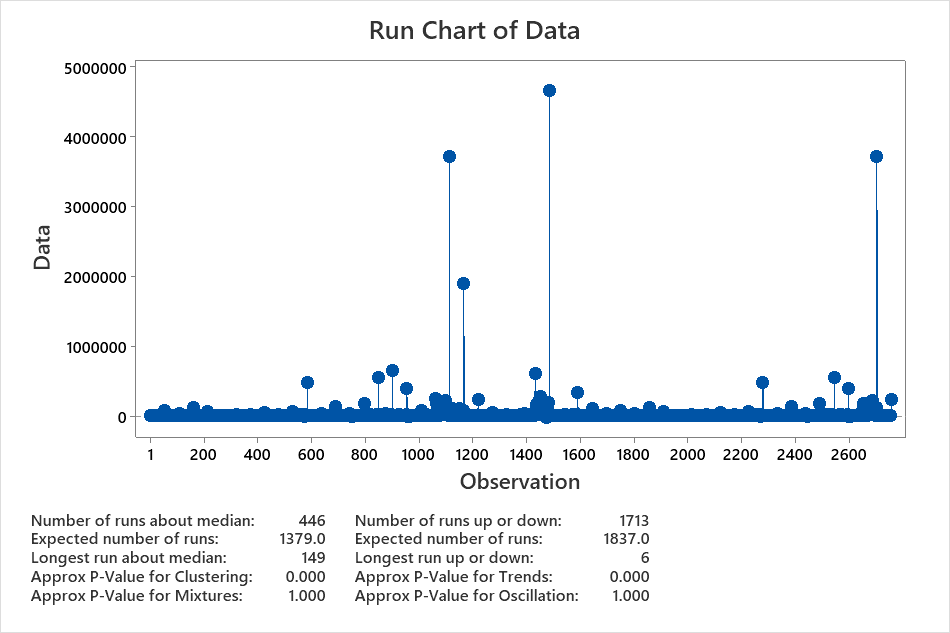 Run Chart of Data
5000000
4000000
3000000
2000000
1000000
0
Data
1 200 400 600 800 1000 1200 1400 1600 1800 2000 2200 2400 2600
Observation
Number of runs about median: 446 Number of runs up or down: 1713
Expected number of runs: 1379.0 Expected number of runs: 1837.0
Longest run about median: 149 Longest run up or down: 6
Approx P-Value for Clustering: 0.000 Approx P-Value for Trends: 0.000
Approx P-Value for Mixtures: 1.000 Approx P-Value for Oscillation: 1.000